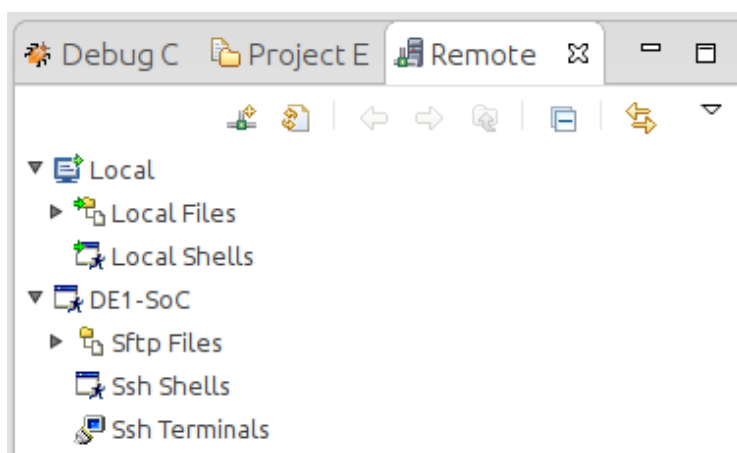 Debug C Project E Remote
Local
Local Files
Local Shells
DE1-SoC
Sftp Files
Ssh Shells
Ssh Terminals